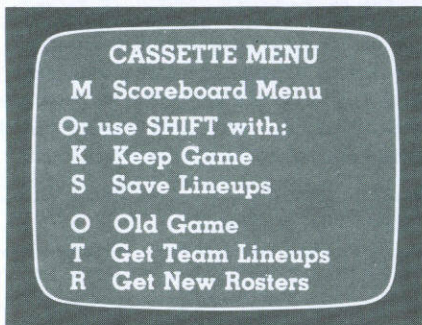 CASSETTE MENU
M Scoreboard Menu
Or use SHIFT with:
K Keep Game
S Save Lineups
O Old Game
T Get Team Lineups
R Get New Rosters